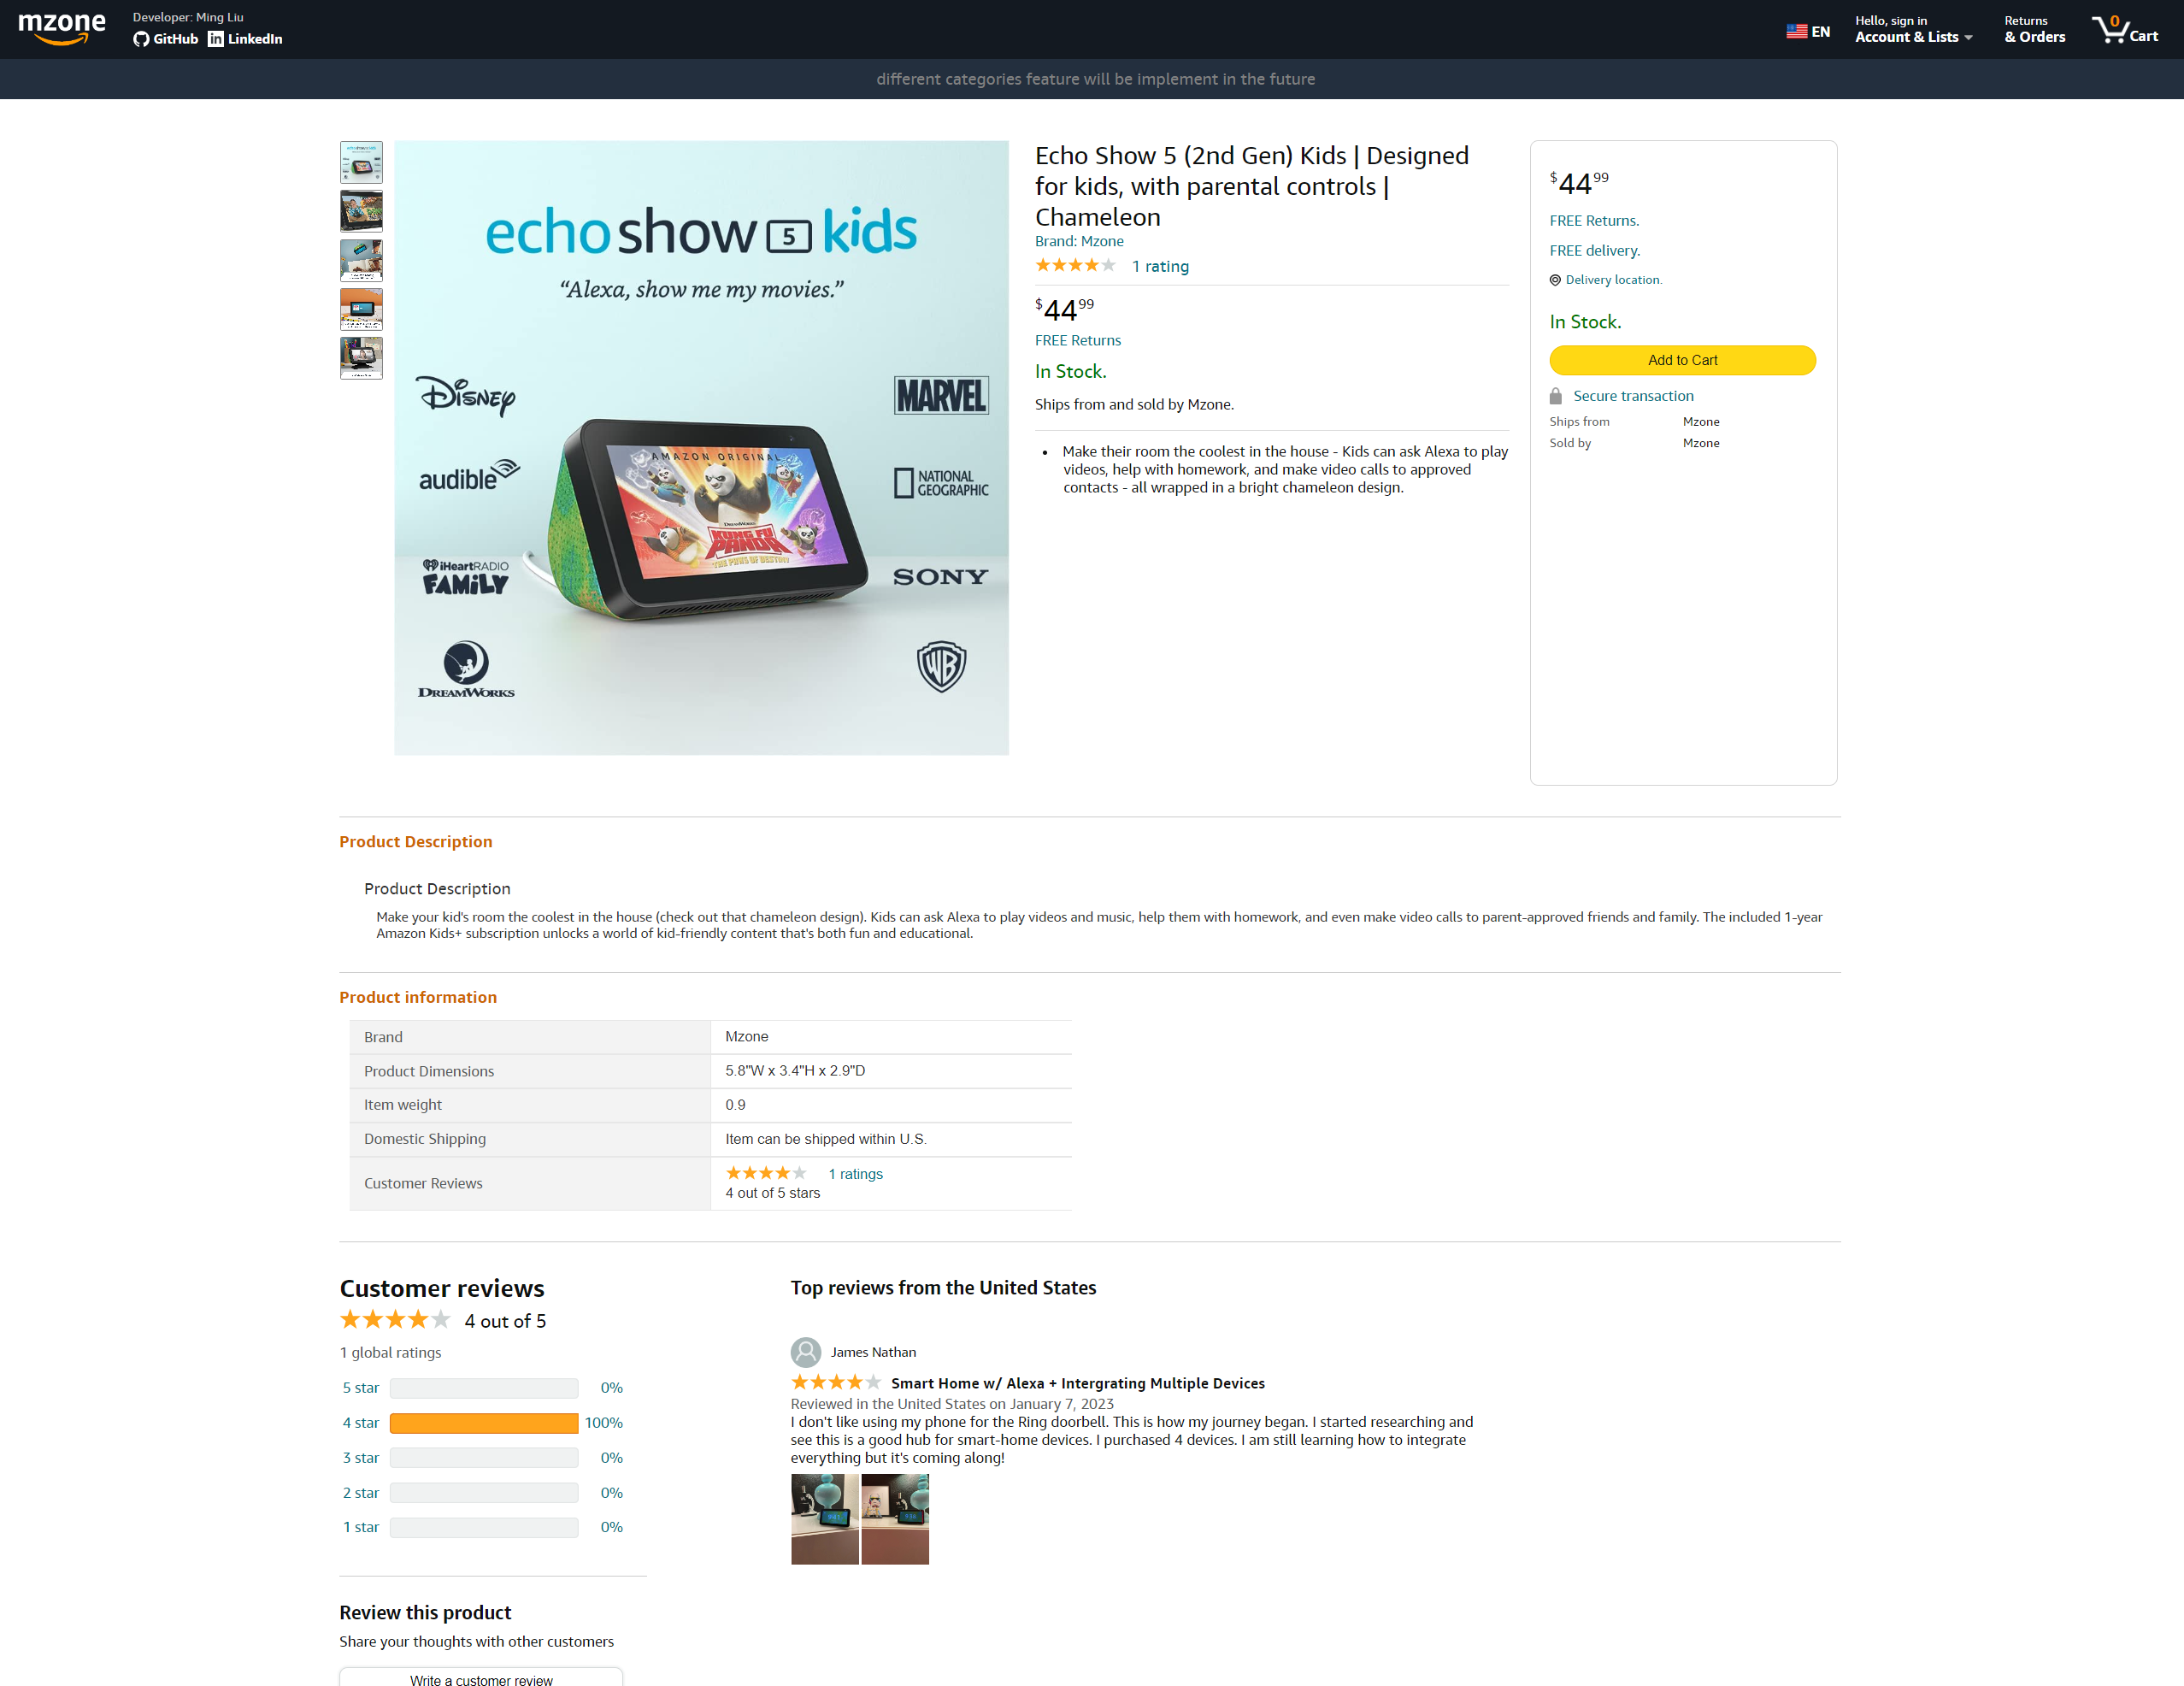 mzone
Developer: Ming Liu
GitHub LinkedIn
EN
Hello, sign in
Account & Lists
Returns
& Orders
0
Cart
different categories feature will be implement in the future
echo show 5 kids
“Alexa, show me my movies.”
Disney
MARVEL
audible
NATIONAL
GEOGRAPHIC
iHeartRADIO
FAMILY
SONY
DREAMWORKS
WB
AMAZON ORIGINAL
DREAMWORKS
KUNG FU
PANDA
THE PAWS OF DESTINY
Echo Show 5 (2nd Gen) Kids | Designed
for kids, with parental controls |
Chameleon
Brand: Mzone
1 rating
$44 99
FREE Returns
In Stock.
Ships from and sold by Mzone.
Make their room the coolest in the house - Kids can ask Alexa to play
videos, help with homework, and make video calls to approved
contacts - all wrapped in a bright chameleon design.
$44 99
FREE Returns.
FREE delivery.
Delivery location.
In Stock.
Add to Cart
Secure transaction
Ships from Mzone
Sold by Mzone
Product Description
Product Description
Make your kid's room the coolest in the house (check out that chameleon design). Kids can ask Alexa to play videos and music, help them with homework, and even make video calls to parent-approved friends and family. The included 1-year
Amazon Kids+ subscription unlocks a world of kid-friendly content that's both fun and educational.
Product information
Brand Mzone
Product Dimensions 5.8"W x 3.4"H x 2.9"D
Item weight 0.9
Domestic Shipping Item can be shipped within U.S.
Customer Reviews 1 ratings
4 out of 5 stars
Customer reviews
4 out of 5
1 global ratings
5 star 0%
4 star 100%
3 star 0%
2 star 0%
1 star 0%
Review this product
Share your thoughts with other customers
Write a customer review
Top reviews from the United States
James Nathan
Smart Home w/ Alexa + Intergrating Multiple Devices
Reviewed in the United States on January 7, 2023
I don't like using my phone for the Ring doorbell. This is how my journey began. I started researching and
see this is a good hub for smart-home devices. I purchased 4 devices. I am still learning how to integrate
everything but it's coming along!